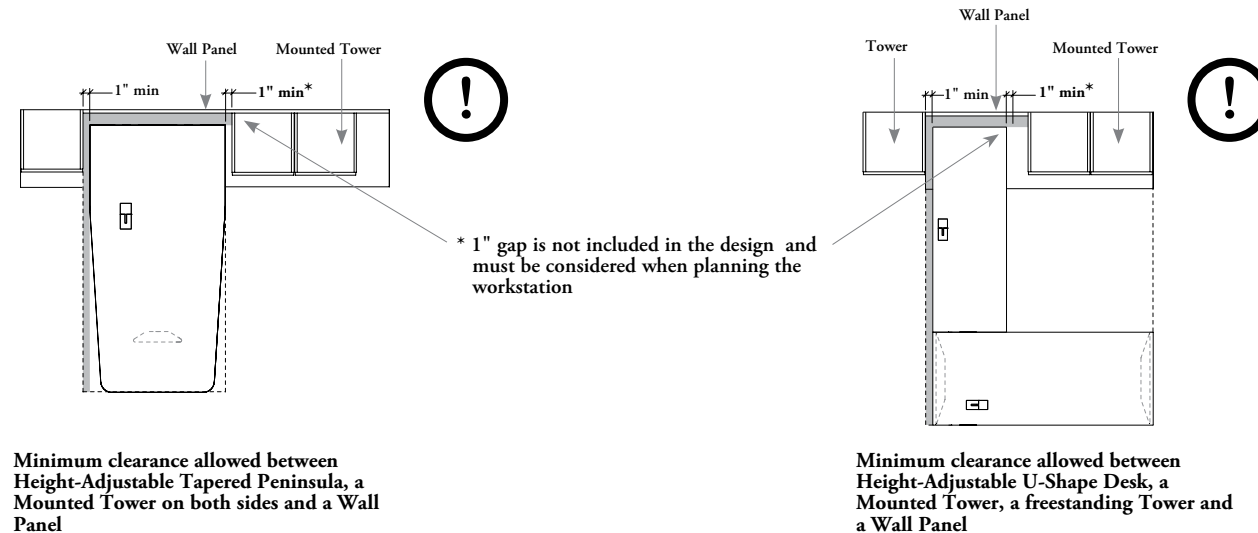 Wall Panel
Mounted Tower
1" min
1" min*
!
Wall Panel
Tower
Mounted Tower
1" min
1" min*
!
* 1" gap is not included in the design and
must be considered when planning the
workstation
Minimum clearance allowed between
Height-Adjustable Tapered Peninsula, a
Mounted Tower on both sides and a Wall
Panel
Minimum clearance allowed between
Height-Adjustable U-Shape Desk, a
Mounted Tower, a freestanding Tower and
a Wall Panel